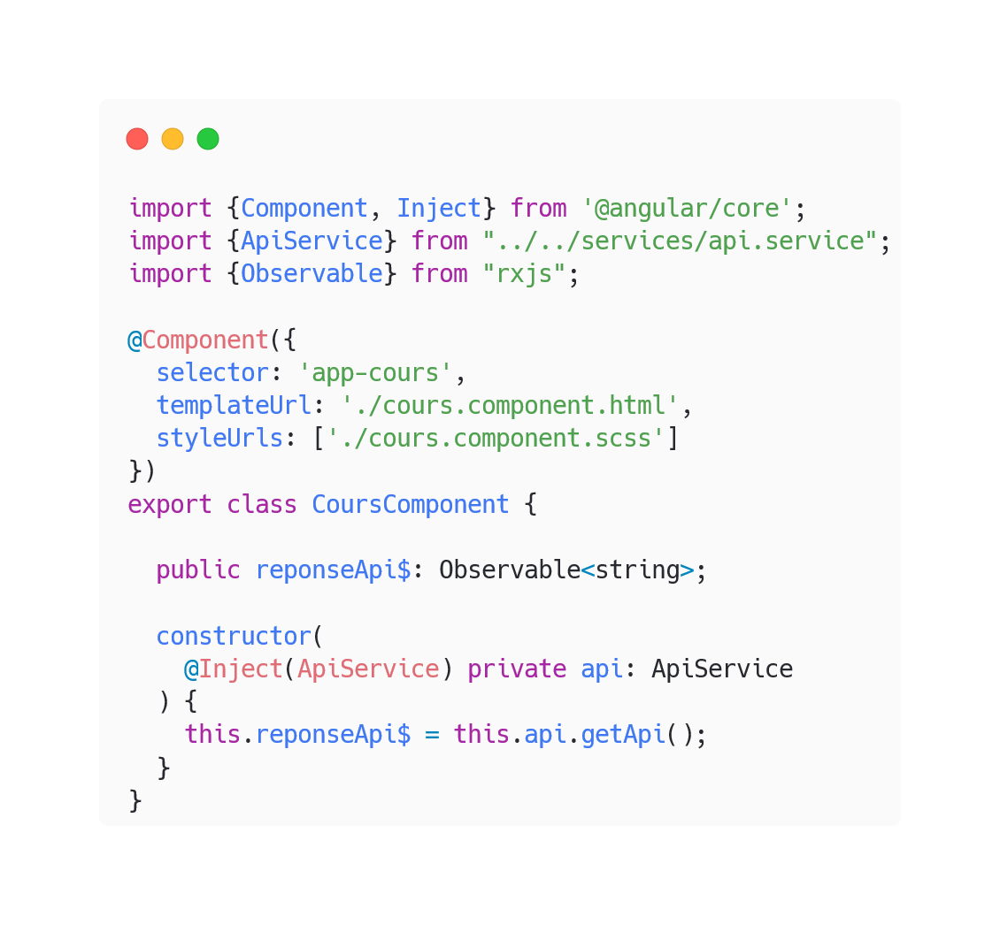 import {Component, Inject} from '@angular/core';
import {ApiService} from "../../services/api.service";
import {Observable} from "rxjs";

@Component({
  selector: 'app-cours',
  templateUrl: './cours.component.html',
  styleUrls: ['./cours.component.scss']
})
export class CoursComponent {

  public reponseApi$: Observable<string>;

  constructor(
    @Inject(ApiService) private api: ApiService
  ) {
    this.reponseApi$ = this.api.getApi();
  }
}